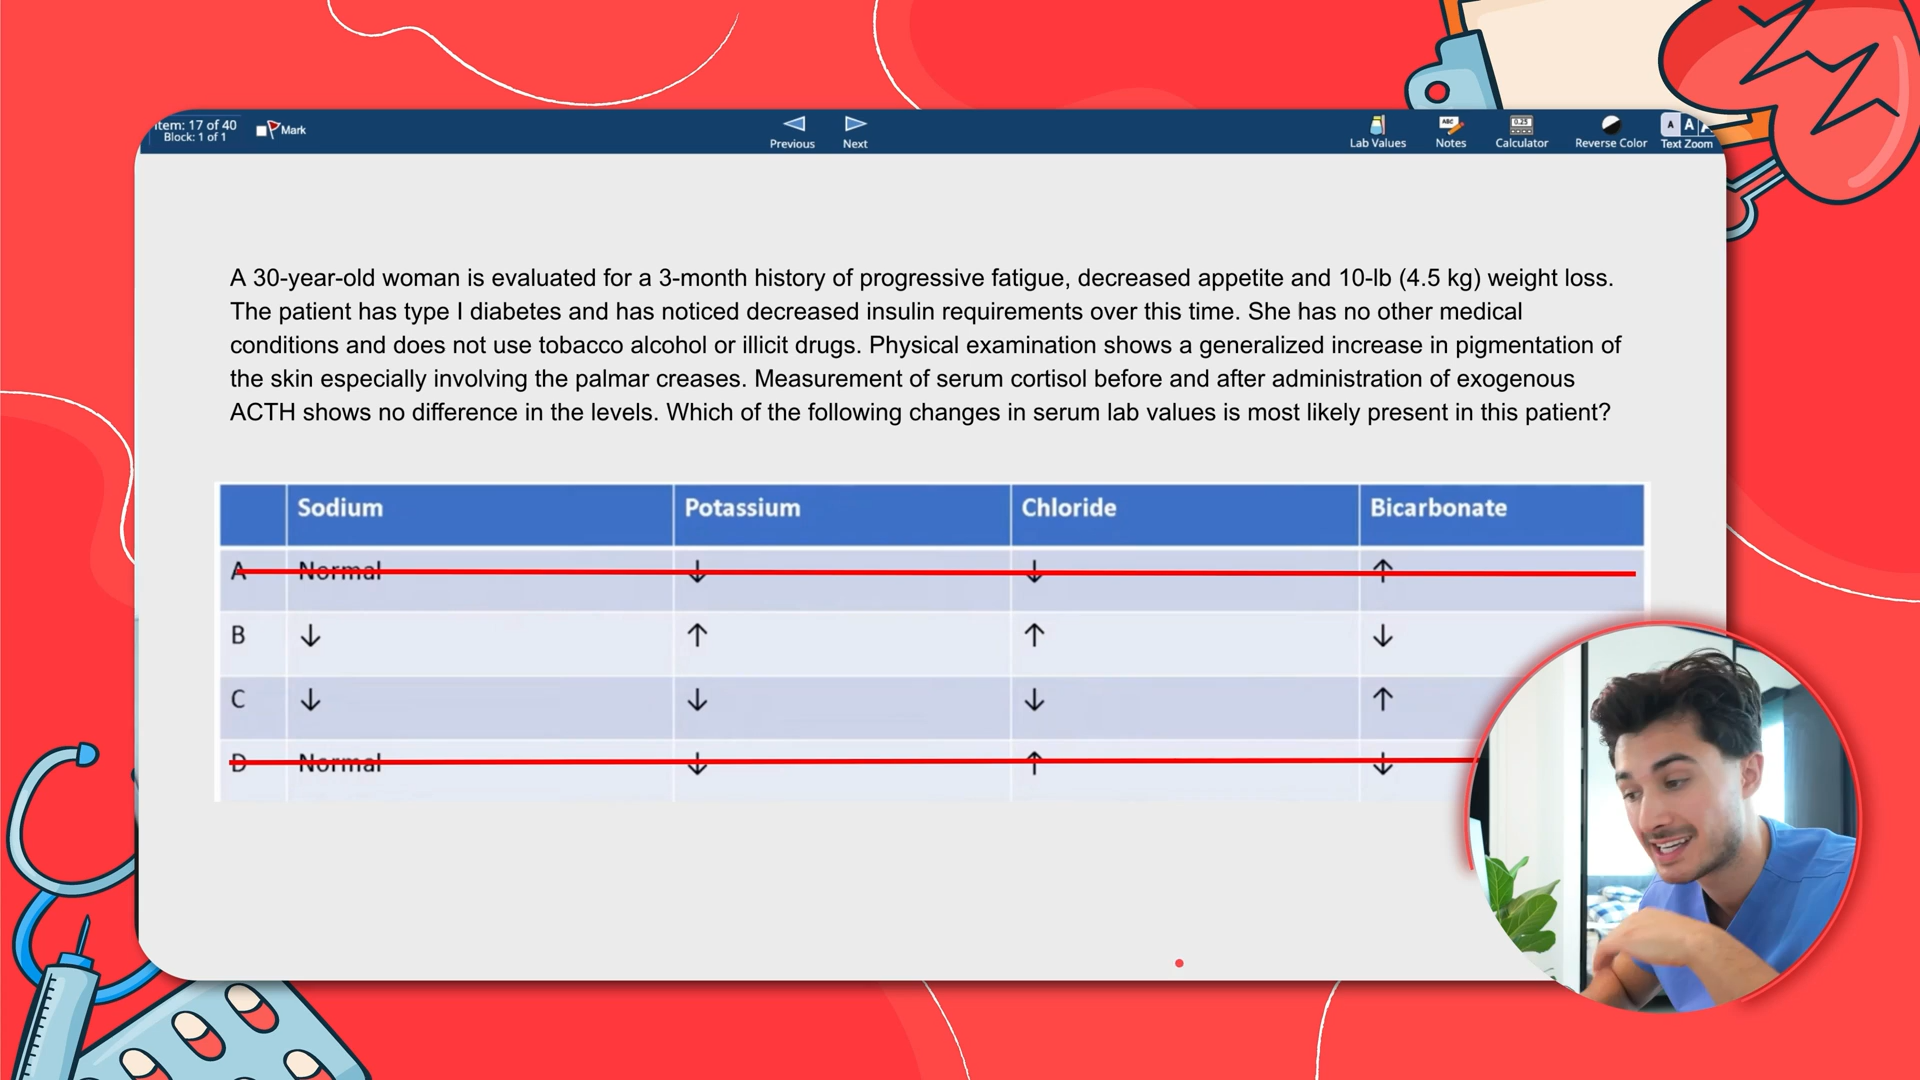 Item: 17 of 40
Block: 1 of 1
Mark
Previous
Next
Lab Values
ABC
Notes
0.25
Calculator
Reverse Color
A A A
Text Zoom
A 30-year-old woman is evaluated for a 3-month history of progressive fatigue, decreased appetite and 10-lb (4.5 kg) weight loss.
The patient has type I diabetes and has noticed decreased insulin requirements over this time. She has no other medical
conditions and does not use tobacco alcohol or illicit drugs. Physical examination shows a generalized increase in pigmentation of
the skin especially involving the palmar creases. Measurement of serum cortisol before and after administration of exogenous
ACTH shows no difference in the levels. Which of the following changes in serum lab values is most likely present in this patient?
Sodium Potassium Chloride Bicarbonate
A Normal ↓ ↓ ↑
B ↓ ↑ ↑ ↓
C ↓ ↓ ↓ ↑
D Normal ↓ ↑ ↓